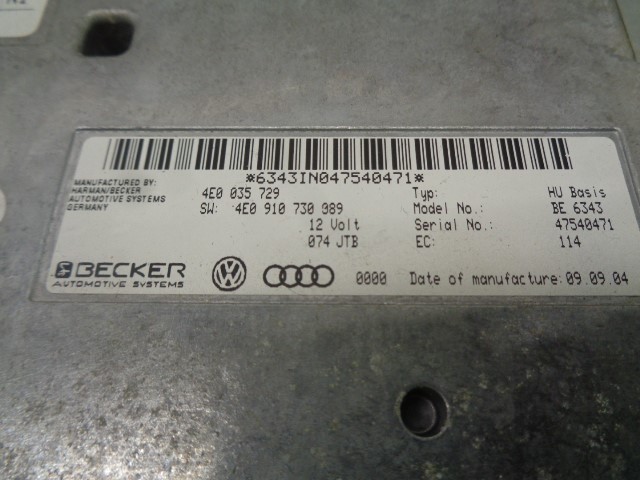 *6343IN047540471*
MANUFACTURED BY:
HARMAN/BECKER
AUTOMOTIVE SYSTEMS
GERMANY
4E0 035 729
SW: 4E0 910 730 089
12 Volt
074 JTB
Typ: HU Basis
Model No.: BE 6343
Serial No.: 47540471
EC: 114
BECKER
AUTOMOTIVE SYSTEMS
0000 Date of manufacture: 09.09.04